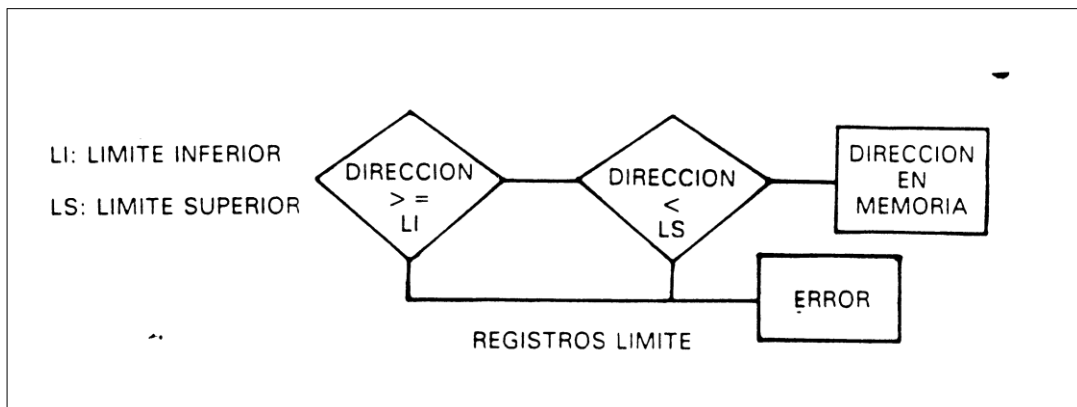 LI: LIMITE INFERIOR
LS: LIMITE SUPERIOR
DIRECCION
> =
LI
DIRECCION
<
LS
DIRECCION
EN
MEMORIA
ERROR
REGISTROS LIMITE